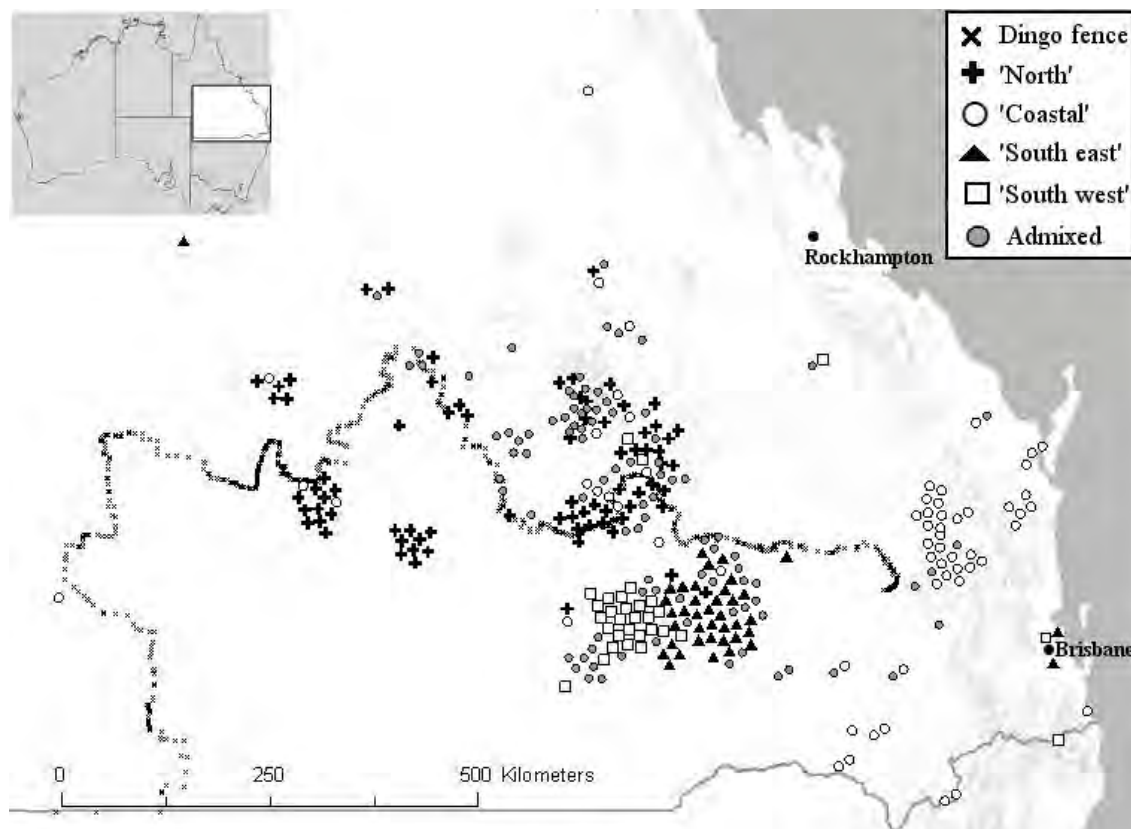 Dingo fence
'North'
'Coastal'
'South east'
'South west'
Admixed
Rockhampton
Brisbane
0 250 500 Kilometers